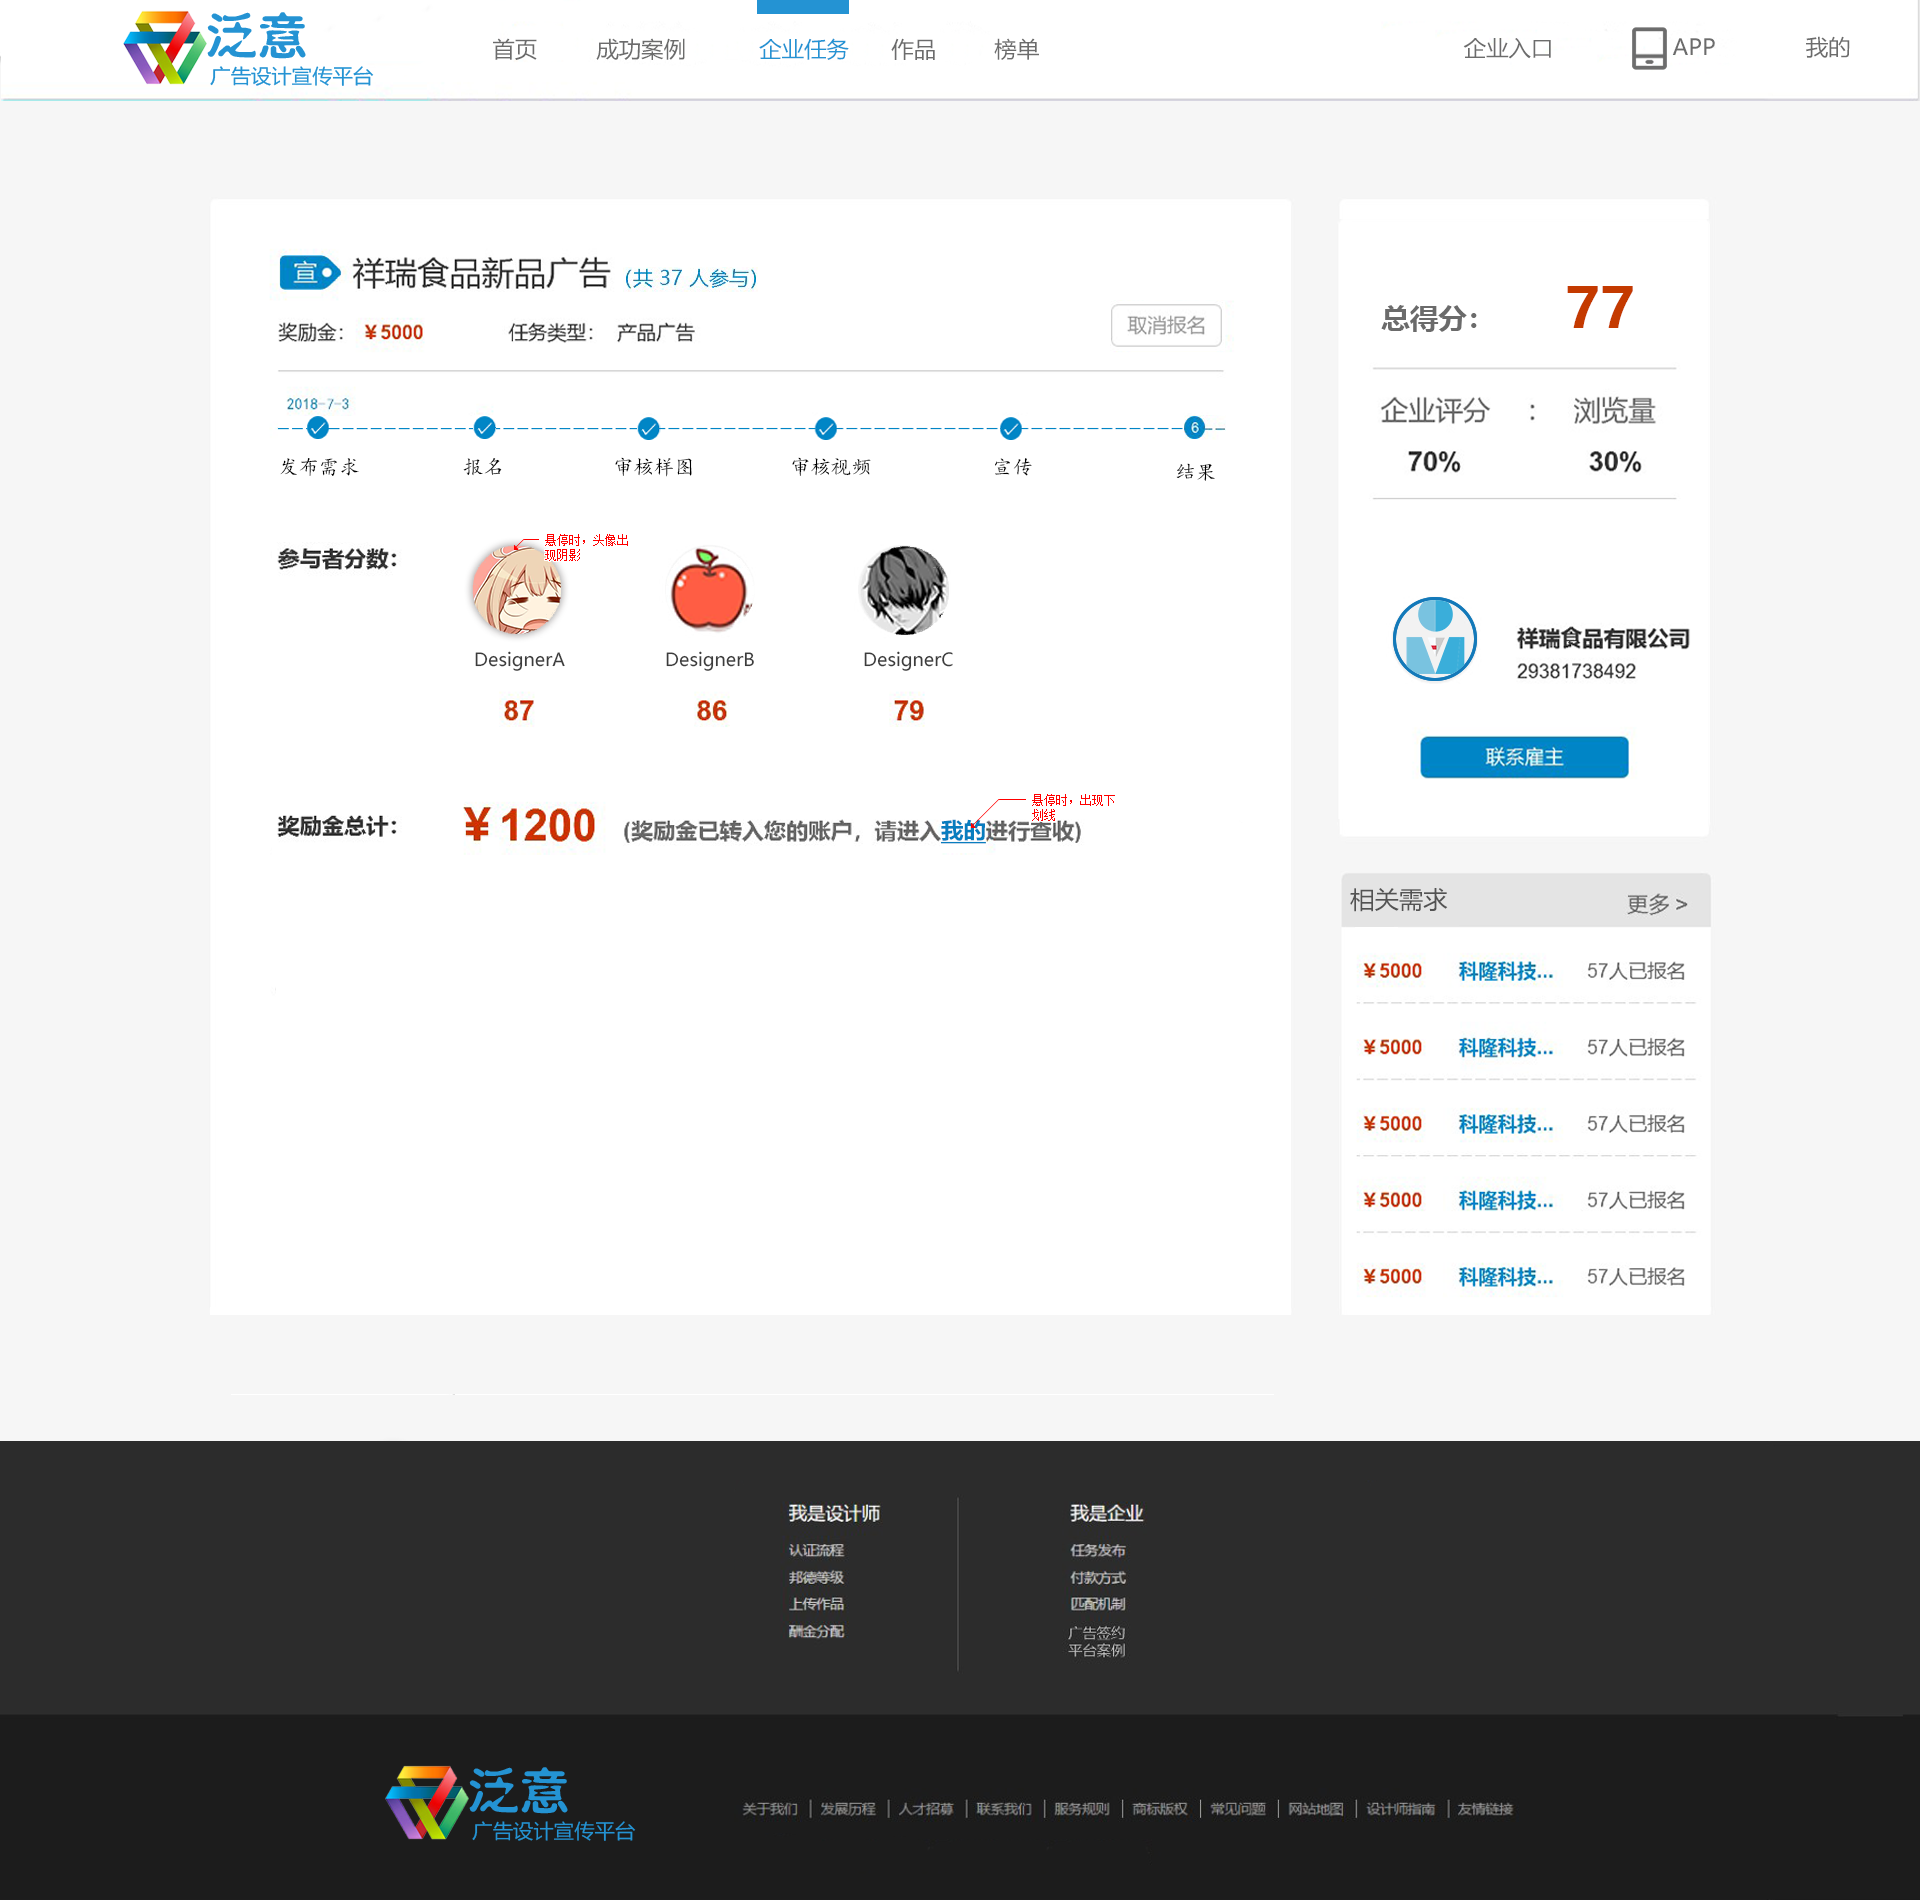 泛意
广告设计宣传平台
首页 成功案例 企业任务 作品 榜单 企业入口 APP 我的
宣 祥瑞食品新品广告 (共 37 人参与)
奖励金： ¥5000 任务类型： 产品广告 取消报名
2018-7-3
6
发布需求 报名 审核样图 审核视频 宣传 结果
参与者分数：
悬停时，头像出
现阴影
DesignerA DesignerB DesignerC
87 86 79
悬停时，出现下
划线
奖励金总计： ¥1200 (奖励金已转入您的账户，请进入我的进行查收)
总得分： 77
企业评分 ： 浏览量
70% 30%
祥瑞食品有限公司
29381738492
联系雇主
相关需求 更多 >
¥5000 科隆科技... 57人已报名
¥5000 科隆科技... 57人已报名
¥5000 科隆科技... 57人已报名
¥5000 科隆科技... 57人已报名
¥5000 科隆科技... 57人已报名
我是设计师
认证流程
邦德等级
上传作品
酬金分配
我是企业
任务发布
付款方式
匹配机制
广告签约
平台案例
泛意
广告设计宣传平台
关于我们 | 发展历程 | 人才招募 | 联系我们 | 服务规则 | 商标版权 | 常见问题 | 网站地图 | 设计师指南 | 友情链接